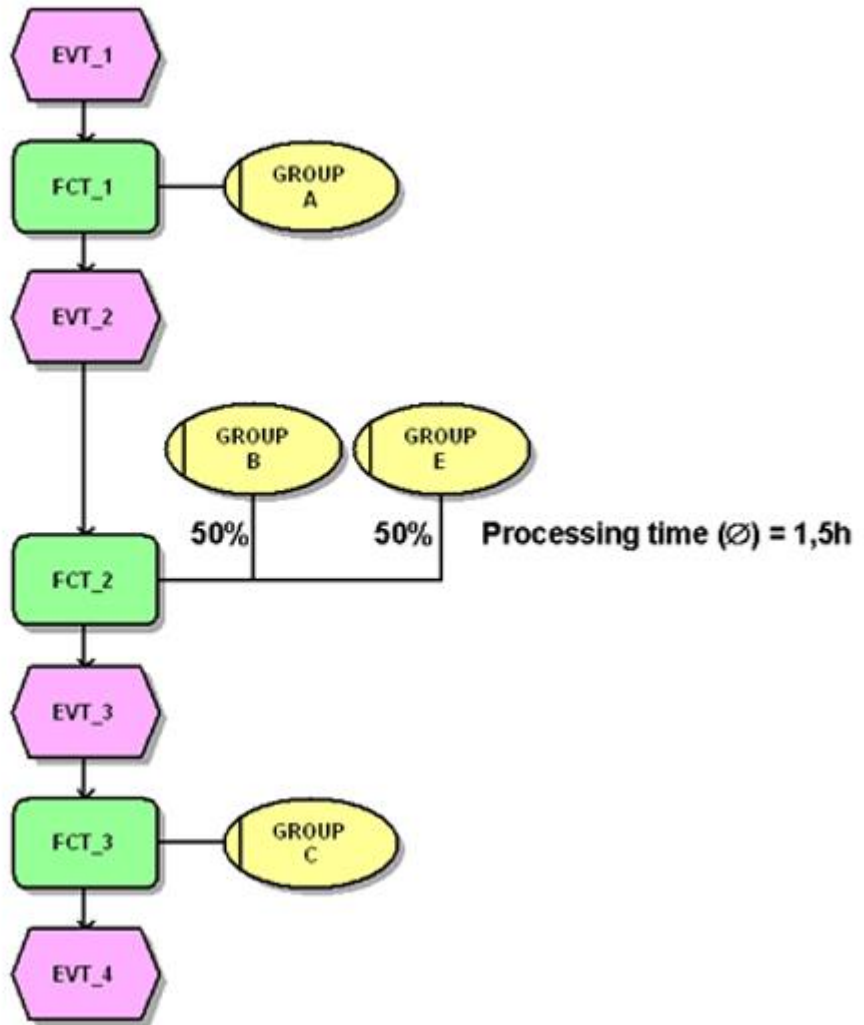 EVT_1
FCT_1
GROUP
A
EVT_2
GROUP
B
GROUP
E
50%
50%
Processing time (∅) = 1,5h
FCT_2
EVT_3
FCT_3
GROUP
C
EVT_4